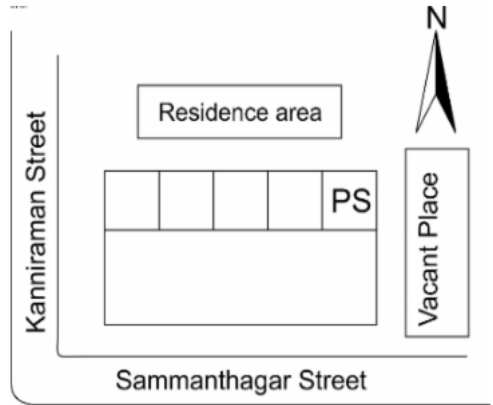 N
Residence area
PS
Vacant Place
Kanniraman Street
Sammanthagar Street